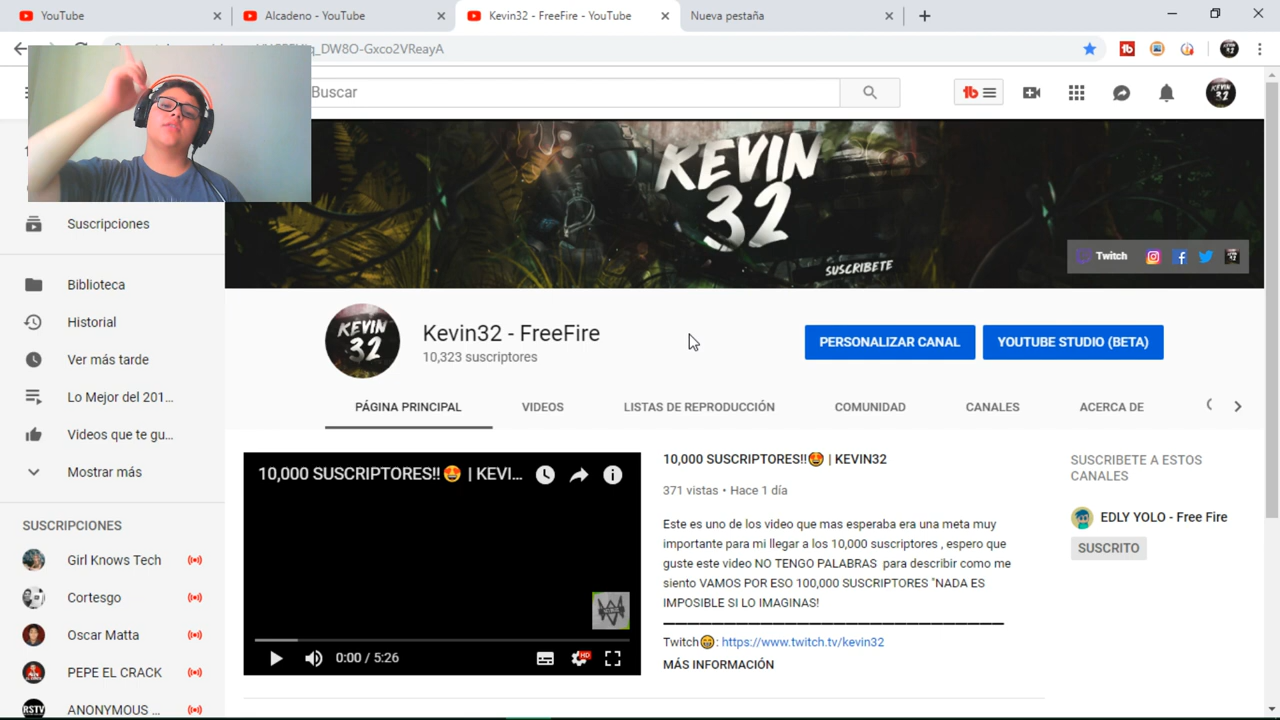 YouTube
Alcadeno - YouTube
Kevin32 - FreeFire - YouTube
Nueva pestaña
_DW8O-Gxco2VReayA
Buscar
KEVIN
32
SUSCRIBETE
Twitch
Suscripciones
Biblioteca
Historial
Ver más tarde
Lo Mejor del 201...
Videos que te gu...
Mostrar más
SUSCRIPCIONES
Girl Knows Tech
Cortesgo
Oscar Matta
PEPE EL CRACK
RSTV
ANONYMOUS ...
KEVIN
32
Kevin32 - FreeFire
10,323 suscriptores
PERSONALIZAR CANAL
YOUTUBE STUDIO (BETA)
PÁGINA PRINCIPAL
VIDEOS
LISTAS DE REPRODUCCIÓN
COMUNIDAD
CANALES
ACERCA DE
10,000 SUSCRIPTORES!!🤩 | KEVI...
0:00 / 5:26
HD
10,000 SUSCRIPTORES!!🤩 | KEVIN32
371 vistas • Hace 1 día
Este es uno de los video que mas esperaba era una meta muy
importante para mi llegar a los 10,000 suscriptores , espero que
guste este video NO TENGO PALABRAS para describir como me
siento VAMOS POR ESO 100,000 SUSCRIPTORES "NADA ES
IMPOSIBLE SI LO IMAGINAS!
Twitch😁: https://www.twitch.tv/kevin32
MÁS INFORMACIÓN
SUSCRIBETE A ESTOS
CANALES
EDLY YOLO - Free Fire
SUSCRITO